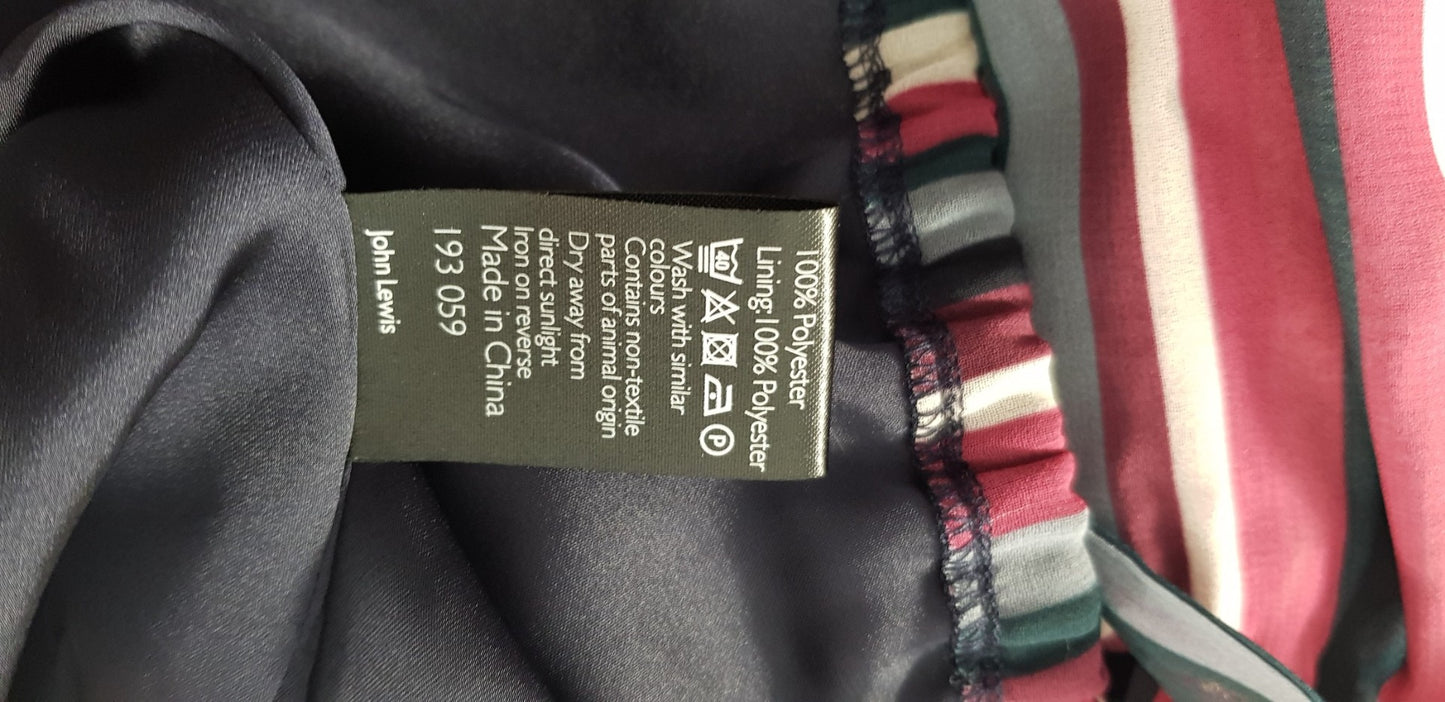 100% Polyester
Lining:100% Polyester
40 P
Wash with similar
colours
Contains non-textile
parts of animal origin
Dry away from
direct sunlight
Iron on reverse
Made in China
193 059
John Lewis